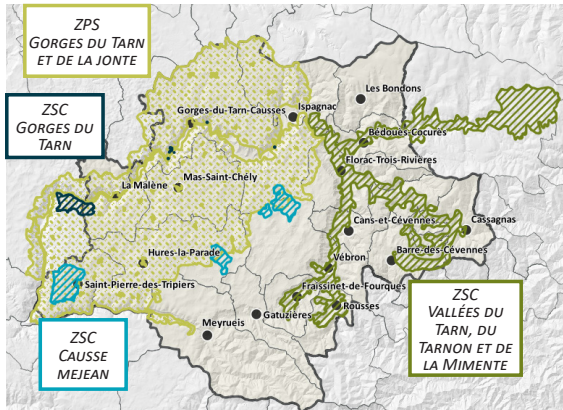 ZPS
GORGES DU TARN
ET DE LA JONTE
ZSC
GORGES DU
TARN
Les Bondons
Gorges-du-Tarn-Causses
Ispagnac
Bédoués-Cocurès
Florac-Trois-Rivières
La Malène
Mas-Saint-Chély
Cans-et-Cévennes
Cassagnas
Hures-la-Parade
Barre-des-Cévennes
Vébron
Saint-Pierre-des-Tripiers
Fraissinet-de-Fourques
Rousses
Gatuzières
Meyrueis
ZSC
CAUSSE
MEJEAN
ZSC
VALLÉES DU
TARN, DU
TARNON ET DE
LA MIMENTE